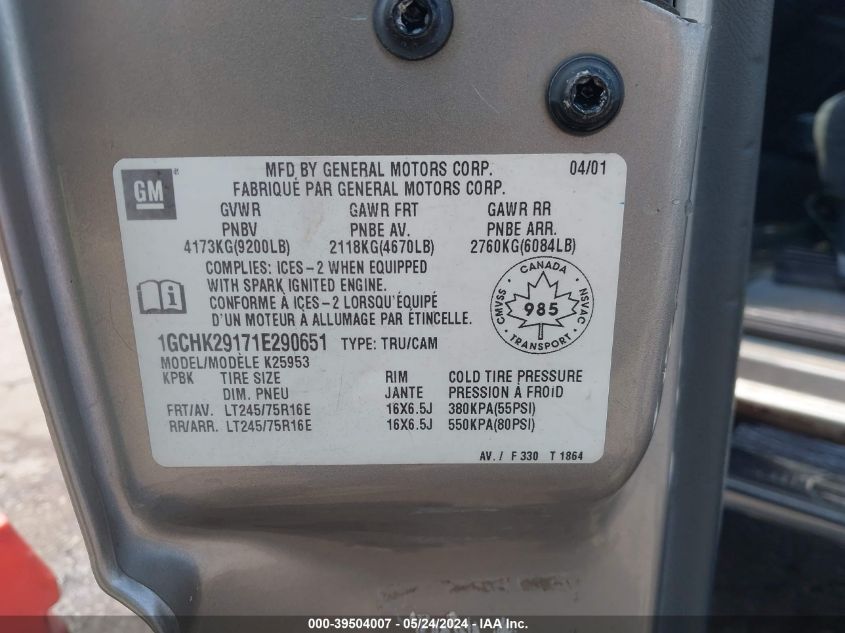 GM
MFD BY GENERAL MOTORS CORP. 04/01
FABRIQUÉ PAR GENERAL MOTORS CORP.
GVWR GAWR FRT GAWR RR
PNBV PNBE AV. PNBE ARR.
4173KG(9200LB) 2118KG(4670LB) 2760KG(6084LB)
COMPLIES: ICES-2 WHEN EQUIPPED
WITH SPARK IGNITED ENGINE.
CONFORME À ICES-2 LORSQU'ÉQUIPÉ
D'UN MOTEUR À ALLUMAGE PAR ÉTINCELLE.
CANADA
CMVSS 985 NSVAC
TRANSPORT
1GCHK29171E290651 TYPE: TRU/CAM
MODEL/MODÈLE K25953
KPBK TIRE SIZE RIM COLD TIRE PRESSURE
DIM. PNEU JANTE PRESSION À FROID
FRT/AV. LT245/75R16E 16X6.5J 380KPA(55PSI)
RR/ARR. LT245/75R16E 16X6.5J 550KPA(80PSI)
AV. / F 330 T 1864
000-39504007 - 05/24/2024 - IAA Inc.